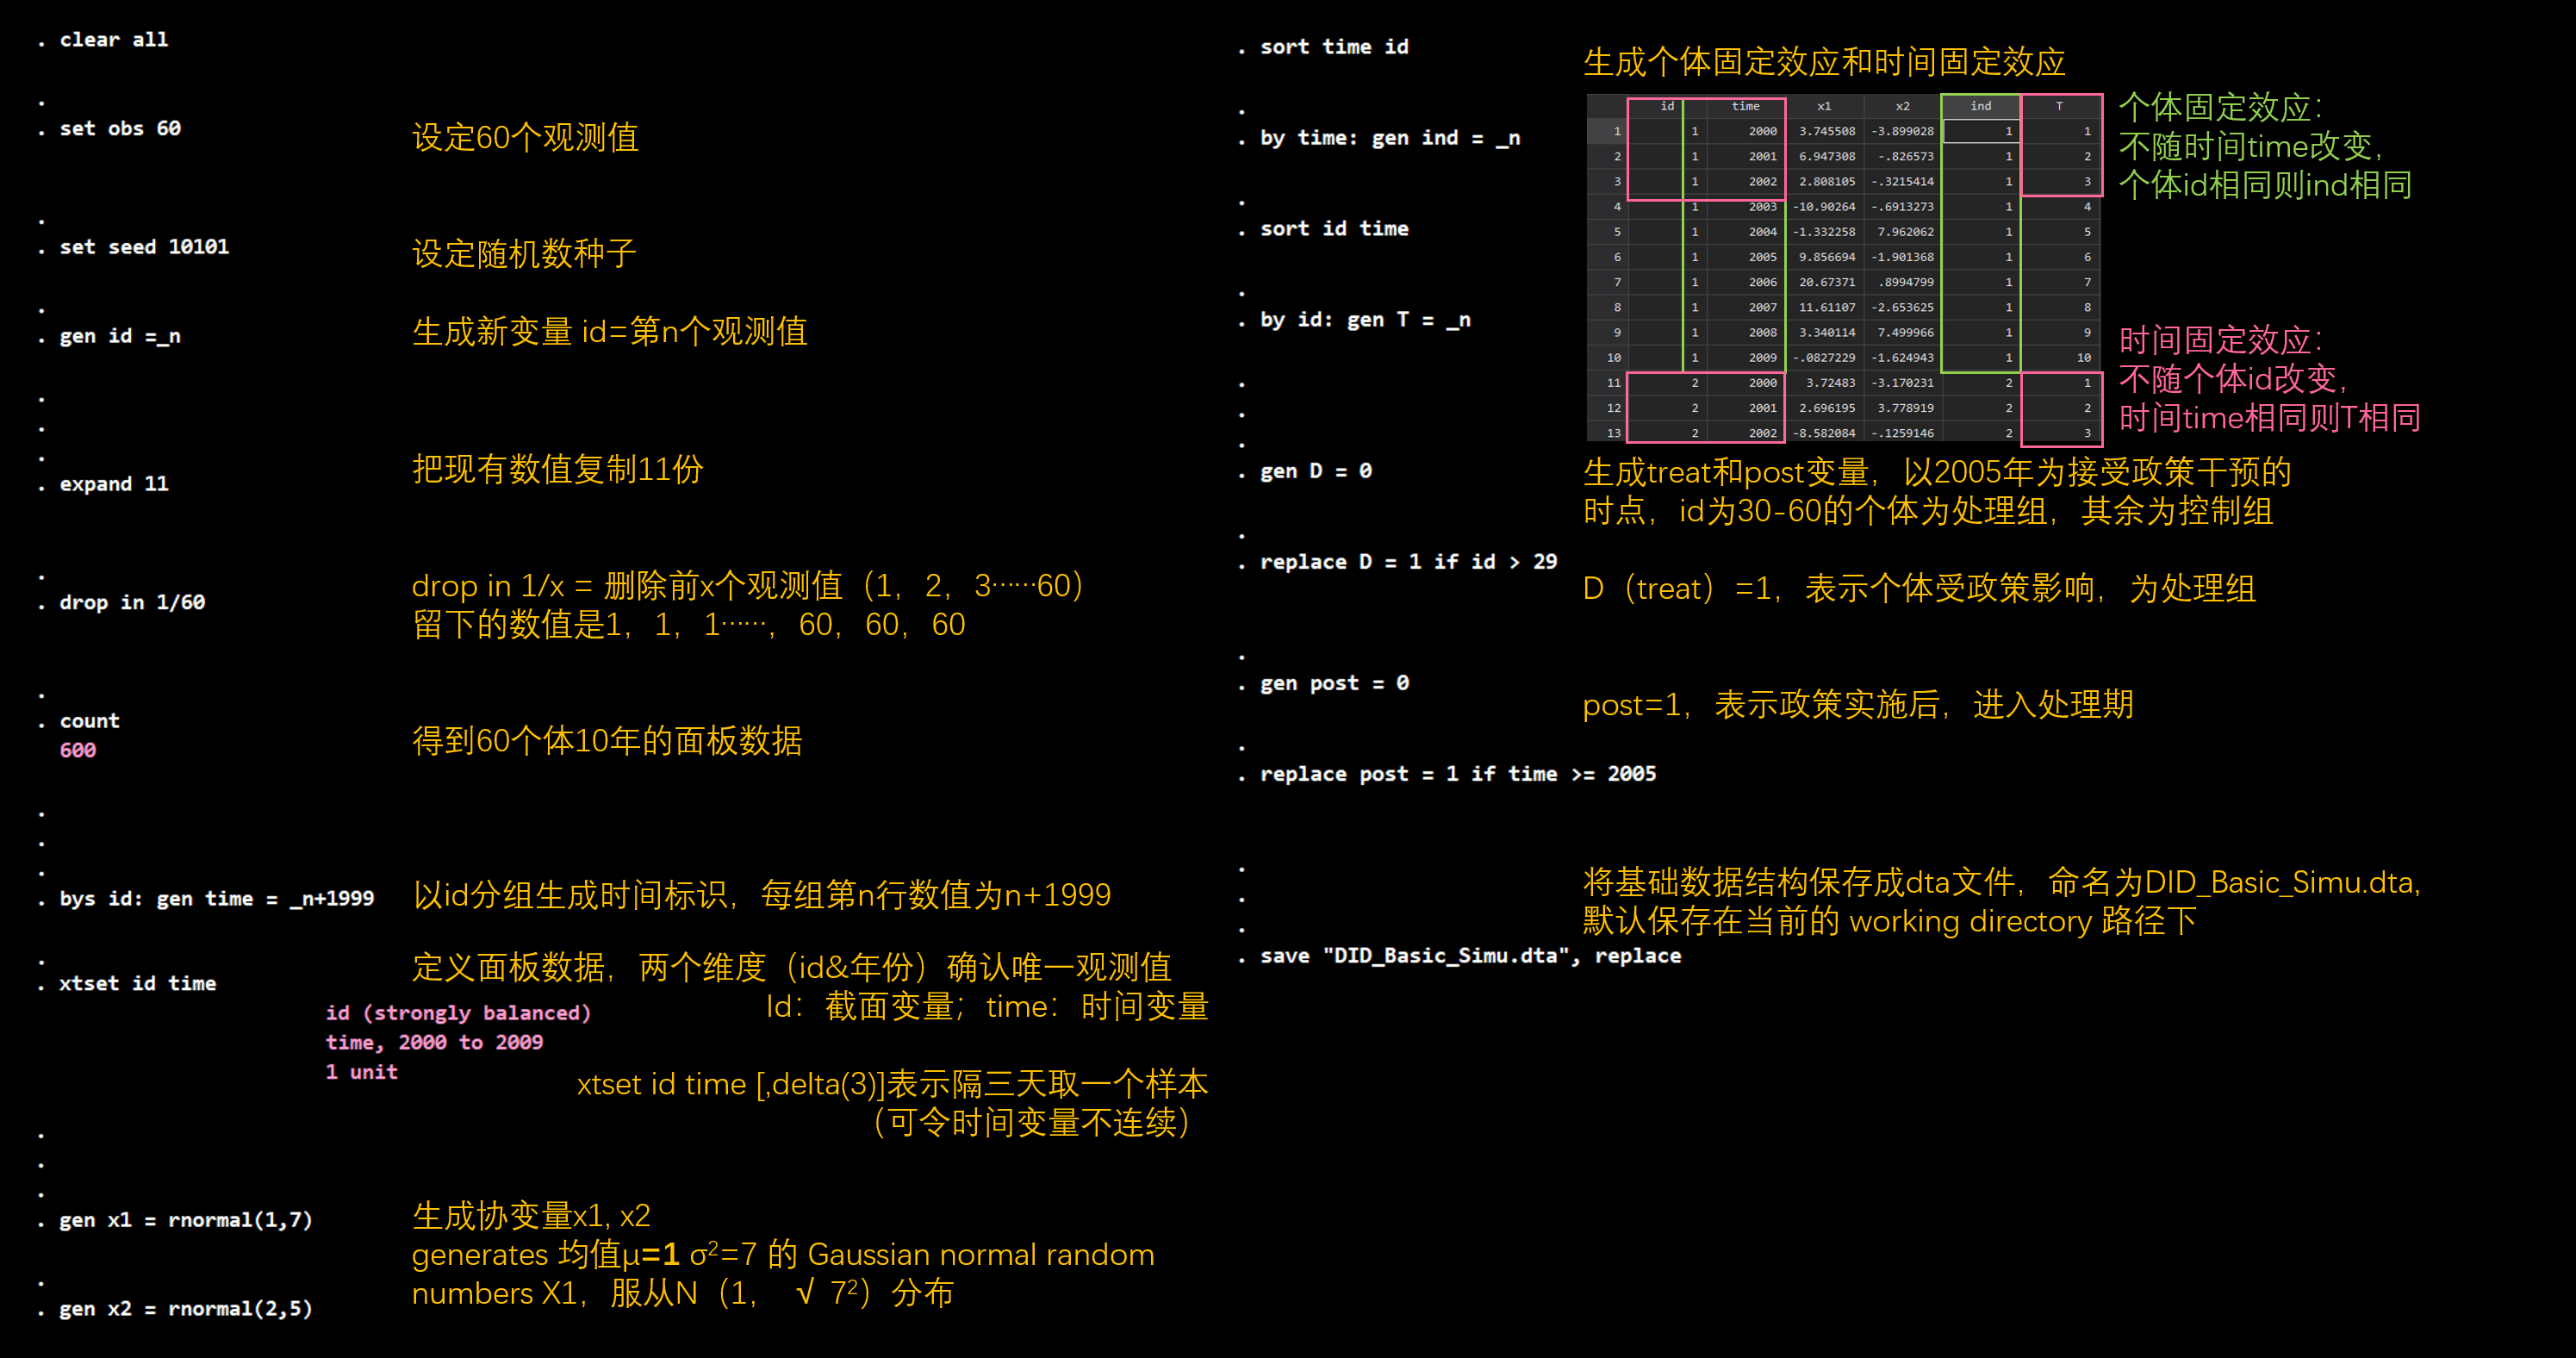 . clear all
.
. set obs 60
设定60个观测值
.
. set seed 10101
设定随机数种子
.
. gen id =_n
生成新变量 id=第n个观测值
.
.
.
. expand 11
把现有数值复制11份
.
. drop in 1/60
drop in 1/x = 删除前x个观测值（1，2，3……60）
留下的数值是1，1，1……，60，60，60
.
. count
600
得到60个体10年的面板数据
.
.
.
. bys id: gen time = _n+1999
以id分组生成时间标识，每组第n行数值为n+1999
.
. xtset id time
定义面板数据，两个维度（id&年份）确认唯一观测值
Id：截面变量；time：时间变量
id (strongly balanced)
time, 2000 to 2009
1 unit
xtset id time [,delta(3)]表示隔三天取一个样本
（可令时间变量不连续）
.
.
.
. gen x1 = rnormal(1,7)
生成协变量x1, x2
generates 均值μ=1 σ²=7 的 Gaussian normal random
numbers X1，服从N（1， √ 7²）分布
.
. gen x2 = rnormal(2,5)
. sort time id
.
. by time: gen ind = _n
.
. sort id time
.
. by id: gen T = _n
生成个体固定效应和时间固定效应
id time x1 x2 ind T
1 1 2000 3.745508 -3.899028 1 1
2 1 2001 6.947308 -.826573 1 2
3 1 2002 2.808105 -.3215414 1 3
4 1 2003 -10.90264 -.6913273 1 4
5 1 2004 -1.332258 7.962062 1 5
6 1 2005 9.856694 -1.901368 1 6
7 1 2006 20.67371 .8994799 1 7
8 1 2007 11.61107 -2.653625 1 8
9 1 2008 3.340114 7.499966 1 9
10 1 2009 -.0827229 -1.624943 1 10
11 2 2000 3.72483 -3.170231 2 1
12 2 2001 2.696195 3.778919 2 2
13 2 2002 -8.582084 -.1259146 2 3
个体固定效应：
不随时间time改变，
个体id相同则ind相同
时间固定效应：
不随个体id改变，
时间time相同则T相同
.
.
.
. gen D = 0
生成treat和post变量，以2005年为接受政策干预的
时点，id为30-60的个体为处理组，其余为控制组
.
. replace D = 1 if id > 29
D（treat）=1，表示个体受政策影响，为处理组
.
. gen post = 0
post=1，表示政策实施后，进入处理期
.
. replace post = 1 if time >= 2005
.
.
.
将基础数据结构保存成dta文件，命名为DID_Basic_Simu.dta,
默认保存在当前的 working directory 路径下
. save "DID_Basic_Simu.dta", replace